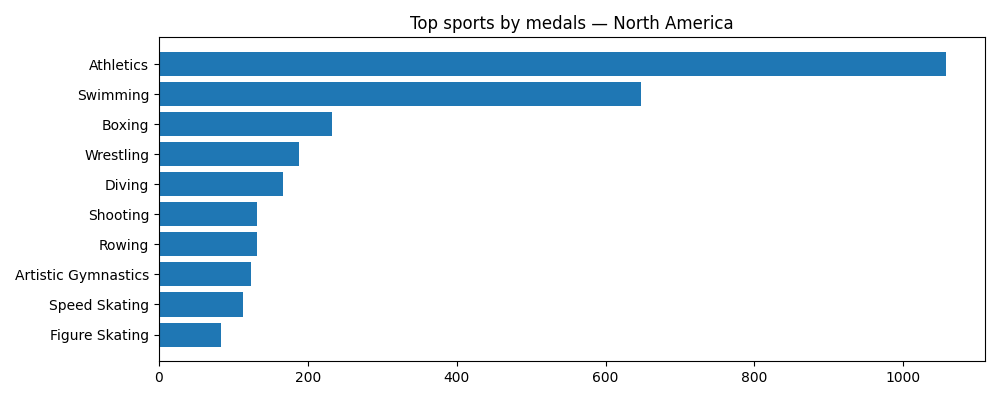 Top sports by medals — North America
Athletics
Swimming
Boxing
Wrestling
Diving
Shooting
Rowing
Artistic Gymnastics
Speed Skating
Figure Skating
0 200 400 600 800 1000